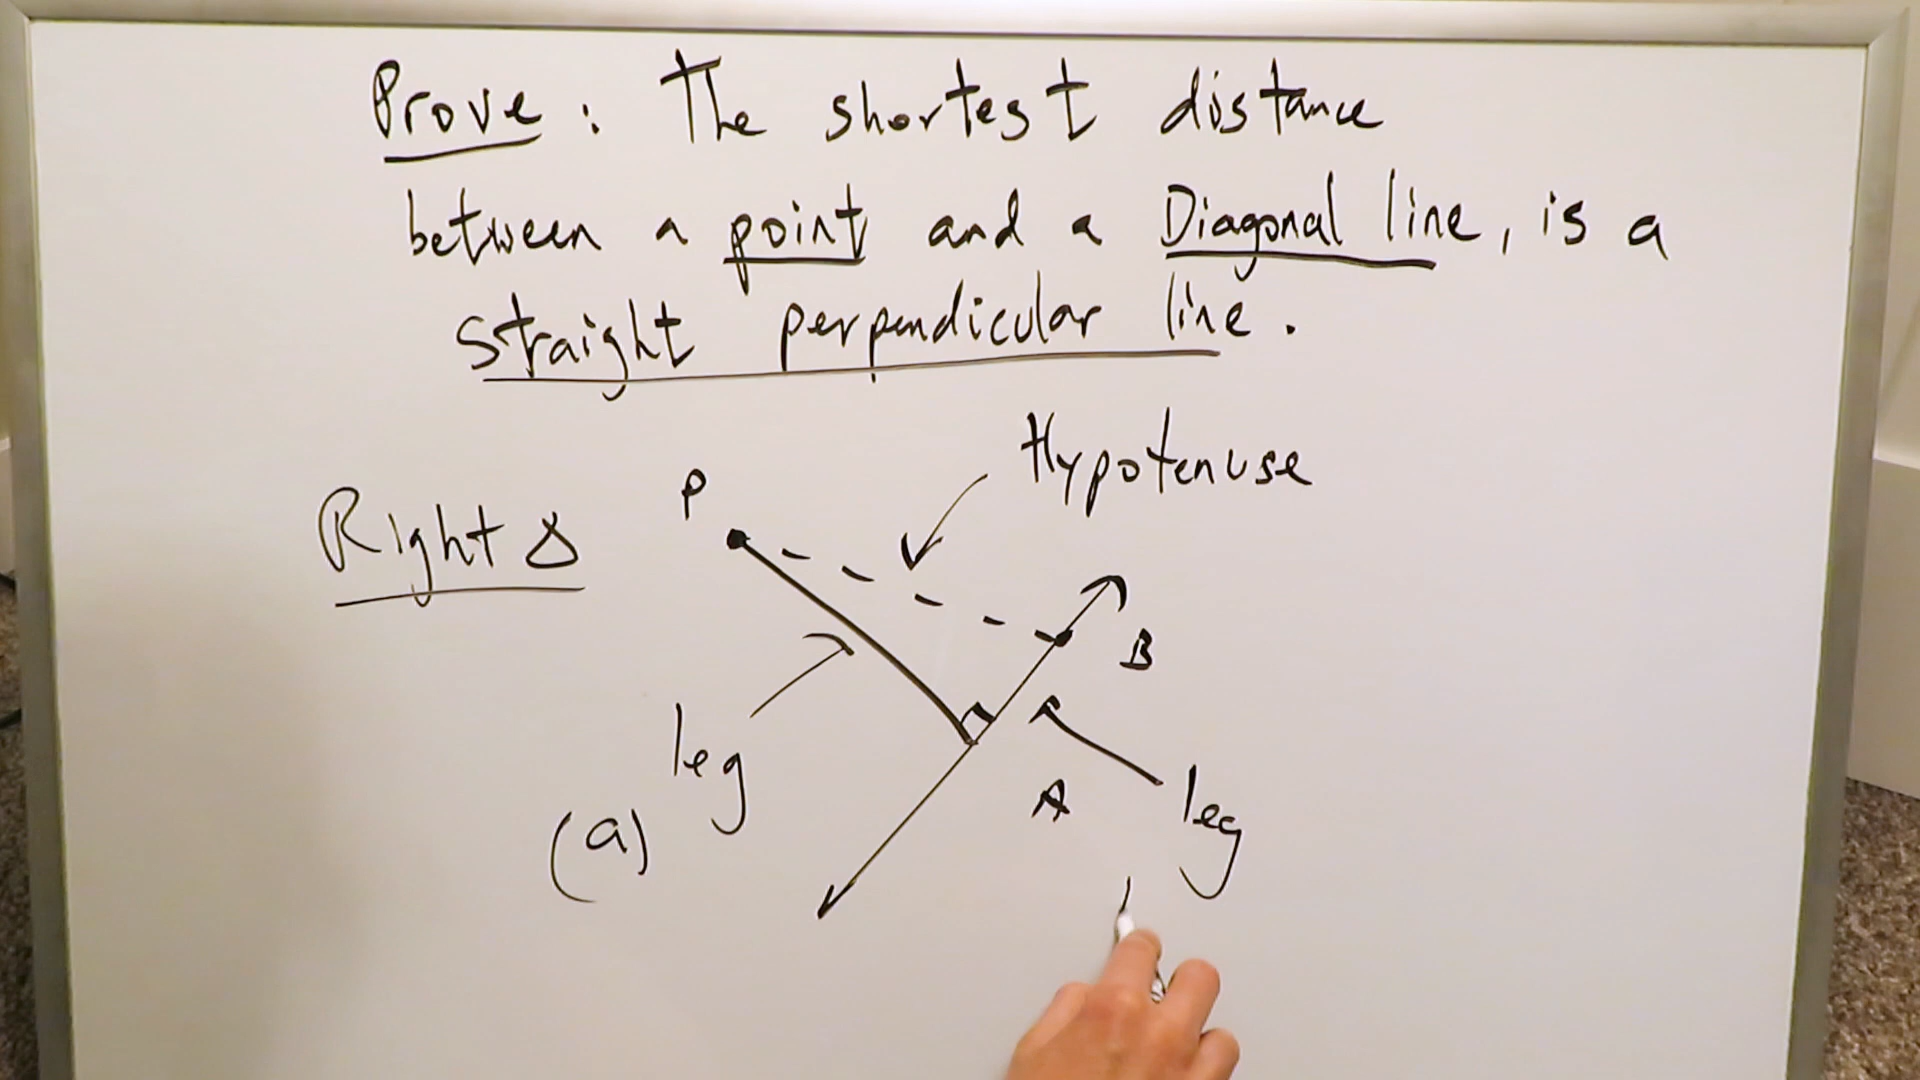 Prove : The shortest distance
between a point and a Diagonal line, is a
straight perpendicular line .
Hypotenuse
P
Right Δ
B
leg
A
leg
(a)